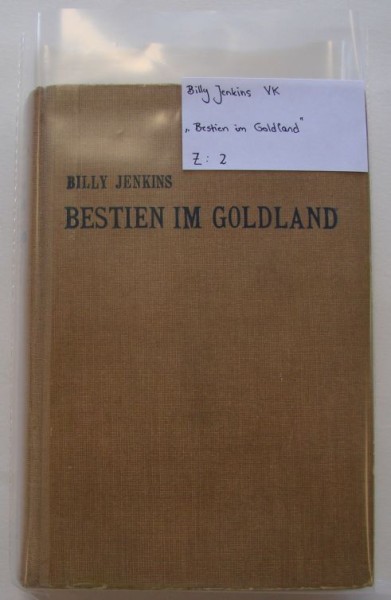 Billy Jenkins VK
„Bestien im Goldland"
Z: 2
BILLY JENKINS
BESTIEN IM GOLDLAND